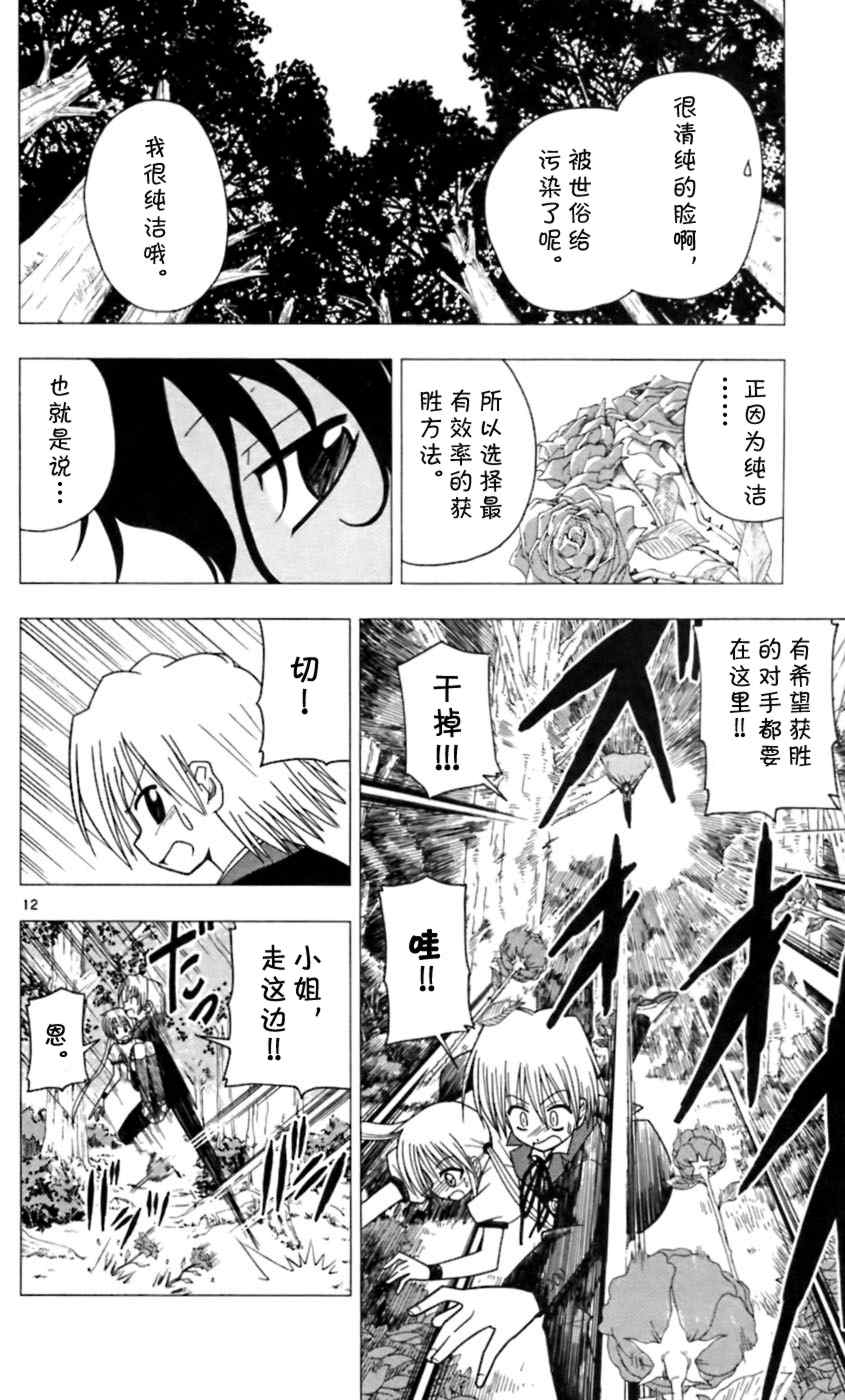 很清纯的脸啊，
被世俗给
污染了呢。
我很纯洁哦。
正因为纯洁
……
所以选择最
有效率的获
胜方法。
也就是说…
有希望获胜
的对手都要
在这里!!
干掉!!!
哇!!
切!
12
小姐，
走这边!!
恩。
だっ